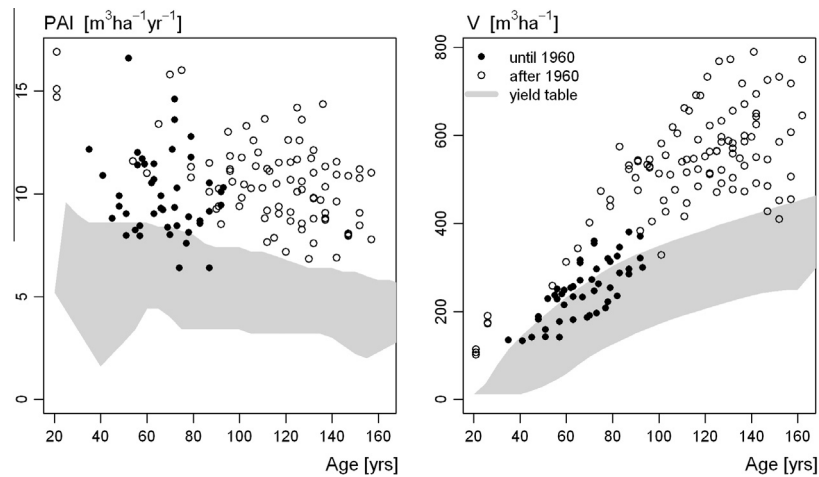 PAI [m³ha⁻¹yr⁻¹]
15
10
5
0
20 40 60 80 100 120 140 160
Age [yrs]
V [m³ha⁻¹]
until 1960
after 1960
yield table
800
600
400
200
0
20 40 60 80 100 120 140 160
Age [yrs]